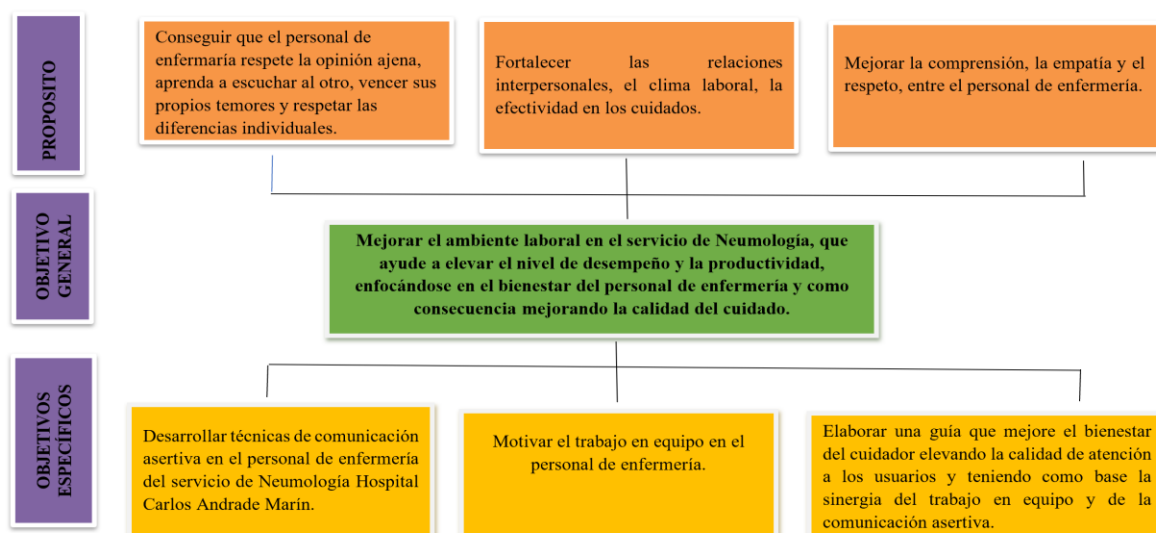 PROPOSITO
Conseguir que el personal de
enfermaría respete la opinión ajena,
aprenda a escuchar al otro, vencer sus
propios temores y respetar las
diferencias individuales.
Fortalecer las relaciones
interpersonales, el clima laboral, la
efectividad en los cuidados.
Mejorar la comprensión, la empatía y el
respeto, entre el personal de enfermería.
OBJETIVO
GENERAL
Mejorar el ambiente laboral en el servicio de Neumología, que
ayude a elevar el nivel de desempeño y la productividad,
enfocándose en el bienestar del personal de enfermería y como
consecuencia mejorando la calidad del cuidado.
OBJETIVOS
ESPECÍFICOS
Desarrollar técnicas de comunicación
asertiva en el personal de enfermería
del servicio de Neumología Hospital
Carlos Andrade Marín.
Motivar el trabajo en equipo en el
personal de enfermería.
Elaborar una guía que mejore el bienestar
del cuidador elevando la calidad de atención
a los usuarios y teniendo como base la
sinergia del trabajo en equipo y de la
comunicación asertiva.